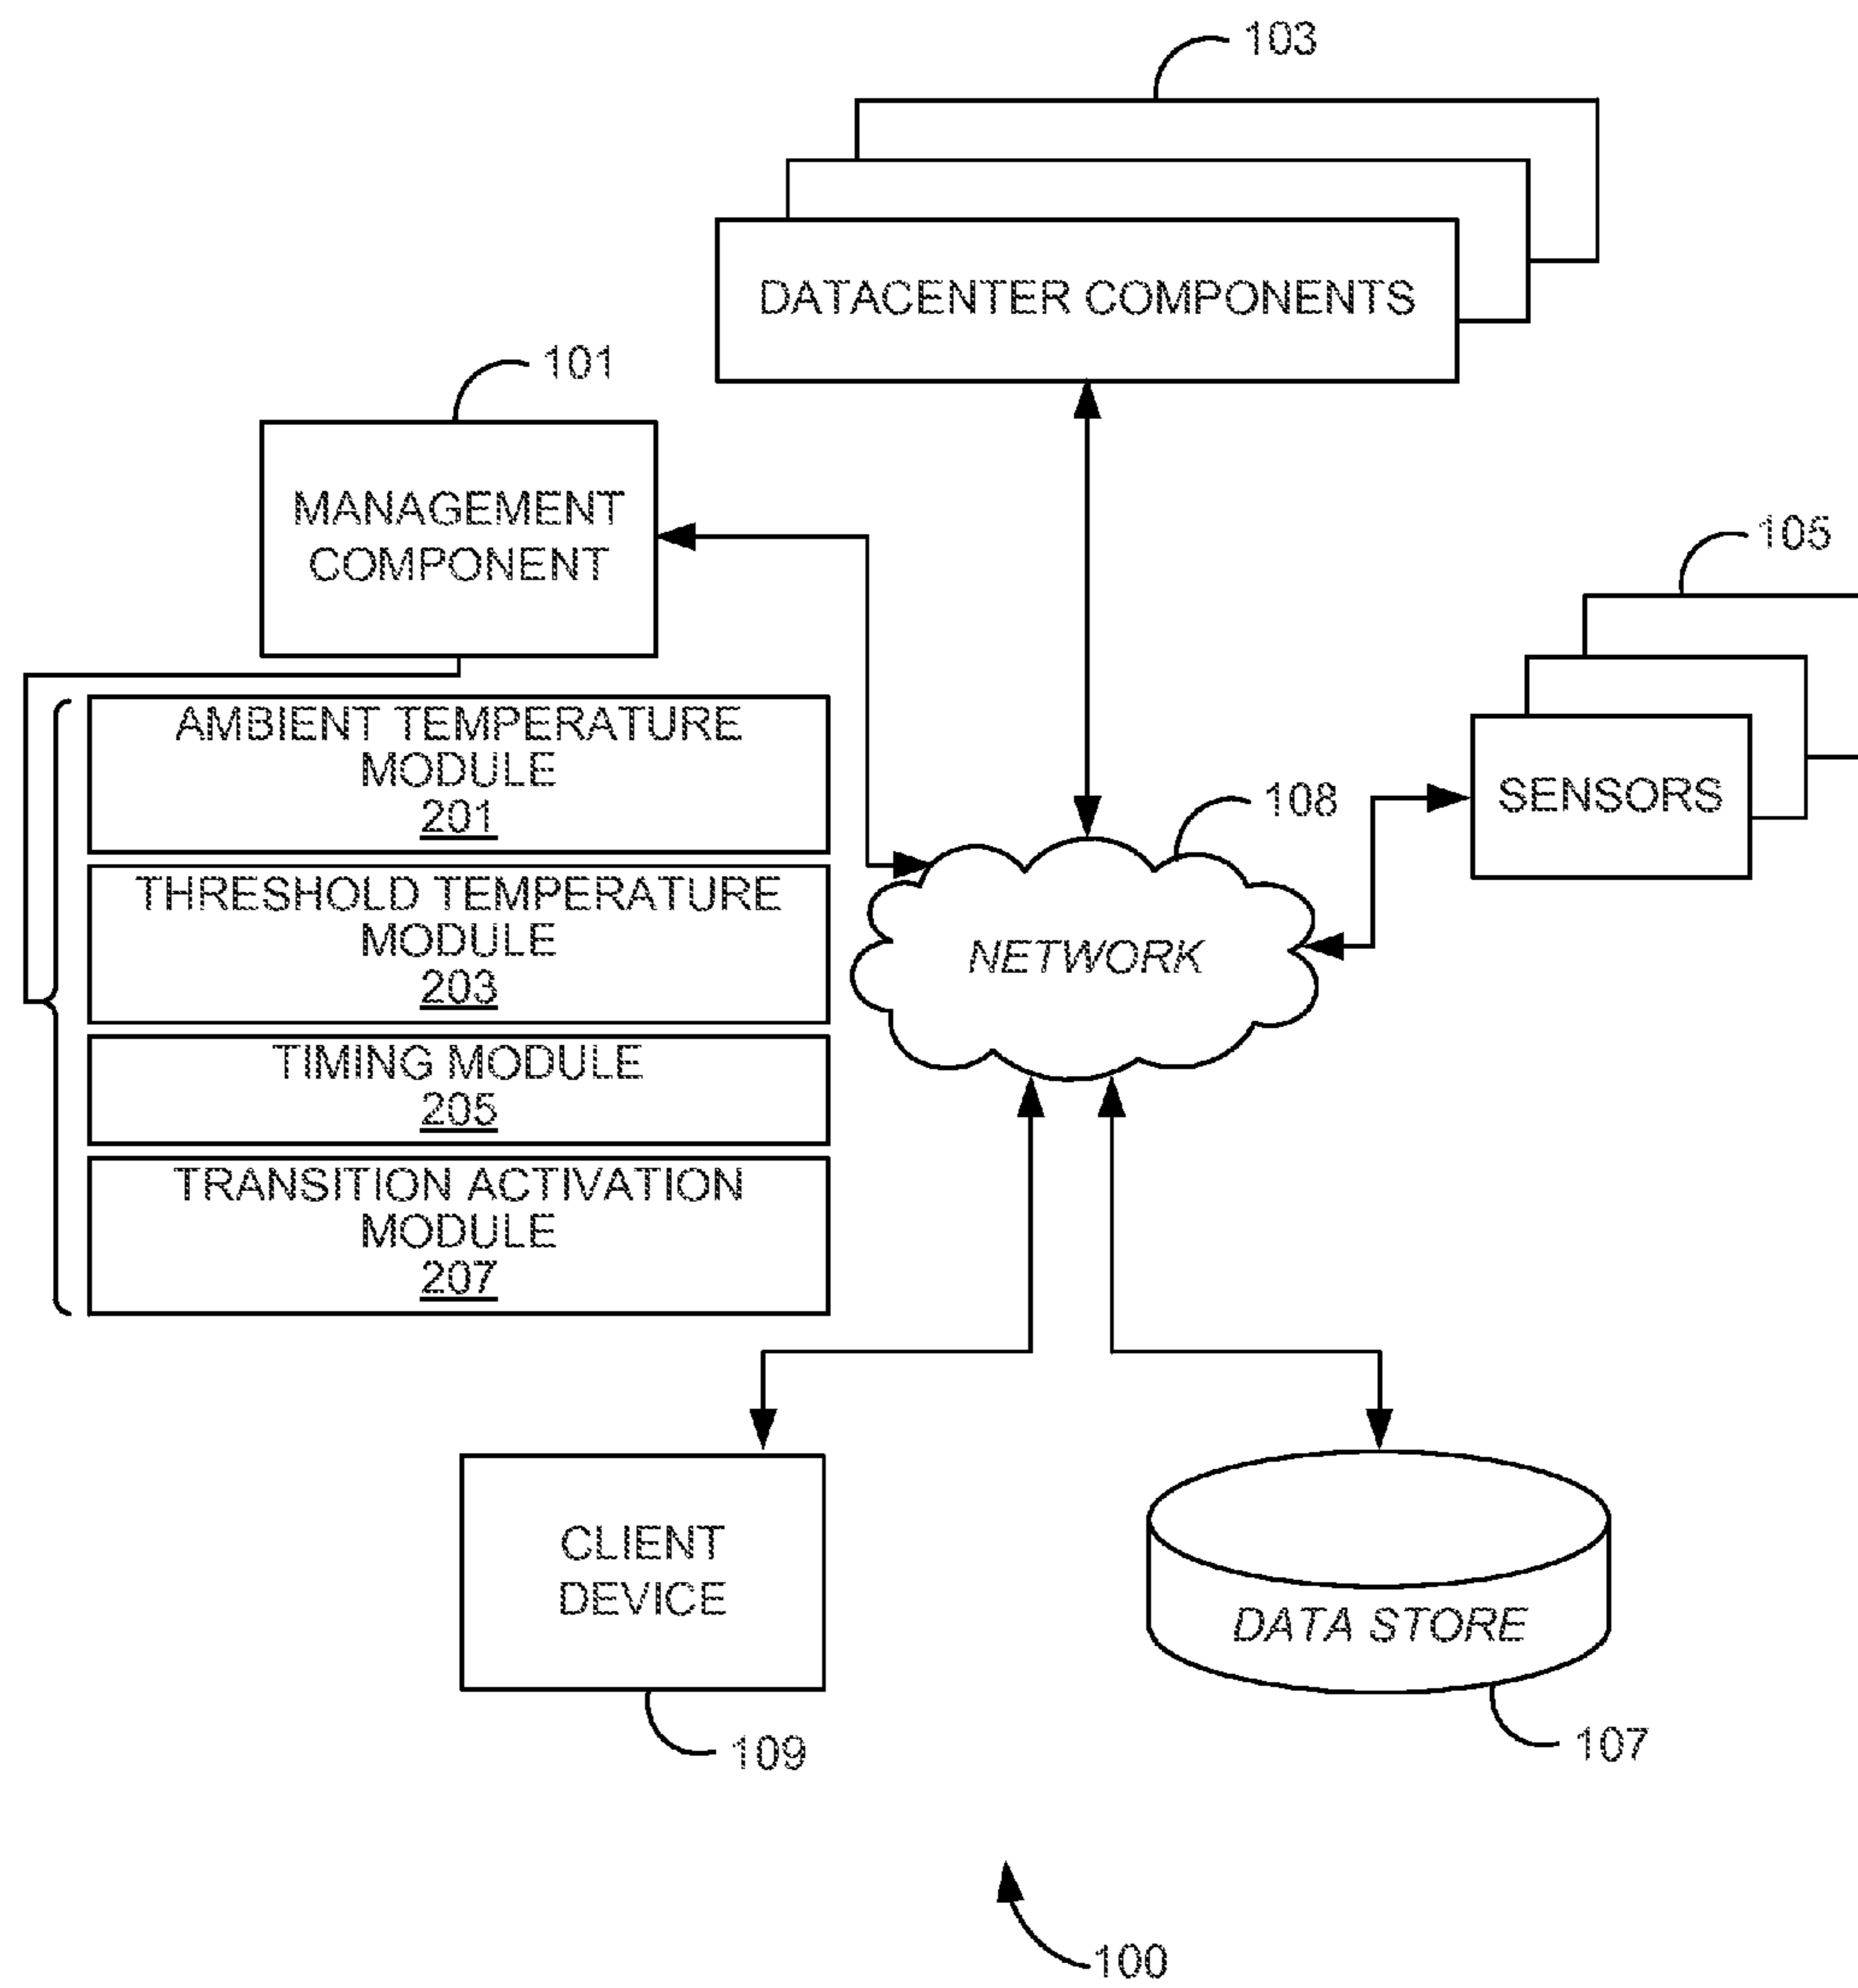 103
DATACENTER COMPONENTS
101
MANAGEMENT
COMPONENT
105
SENSORS
AMBIENT TEMPERATURE
MODULE
201
108
THRESHOLD TEMPERATURE
MODULE
203
NETWORK
TIMING MODULE
205
TRANSITION ACTIVATION
MODULE
207
CLIENT
DEVICE
DATA STORE
109
107
100